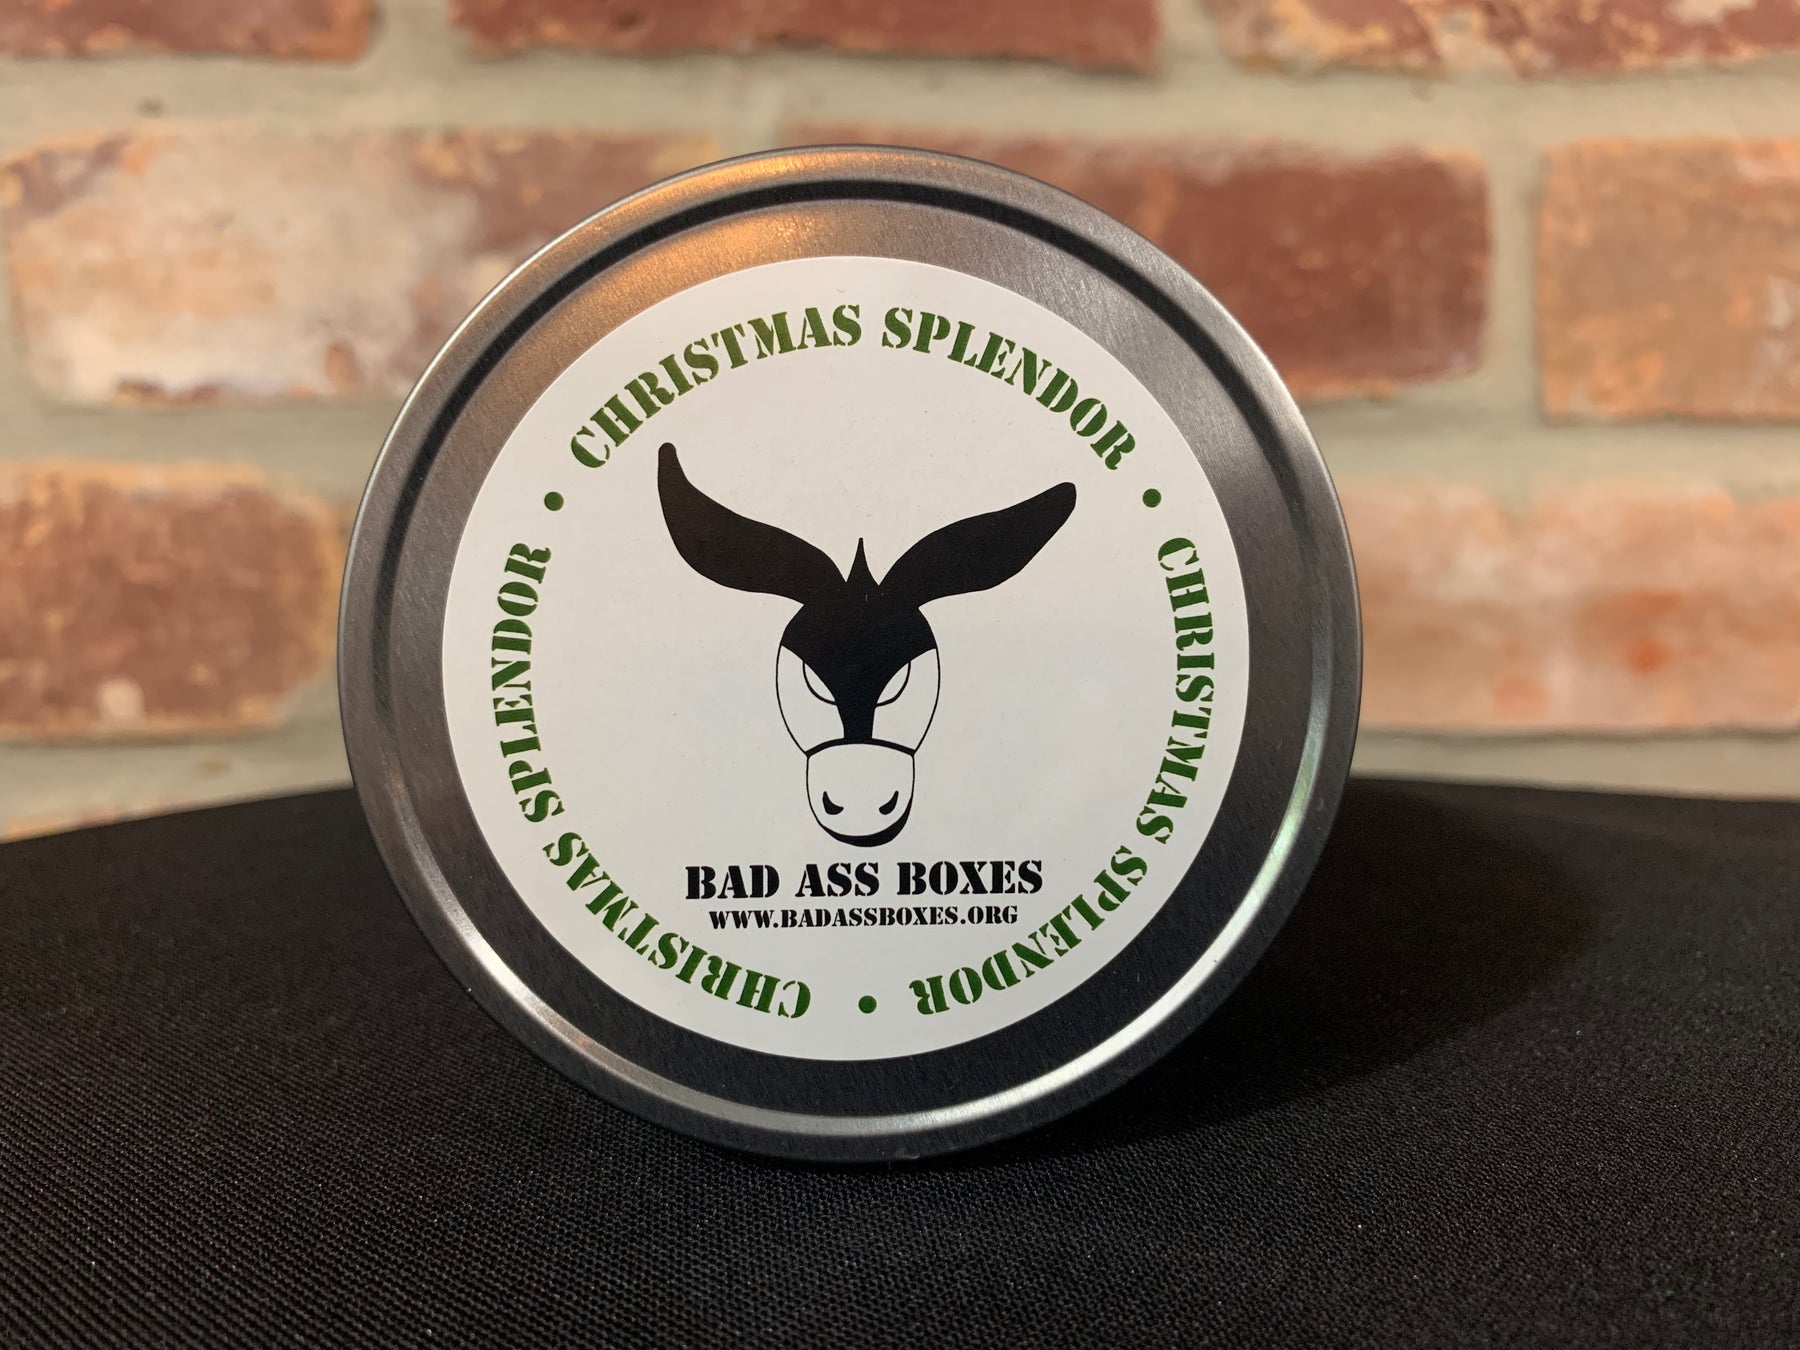 CHRISTMAS SPLENDOR • CHRISTMAS SPLENDOR • CHRISTMAS SPLENDOR •
BAD ASS BOXES
WWW.BADASSBOXES.ORG